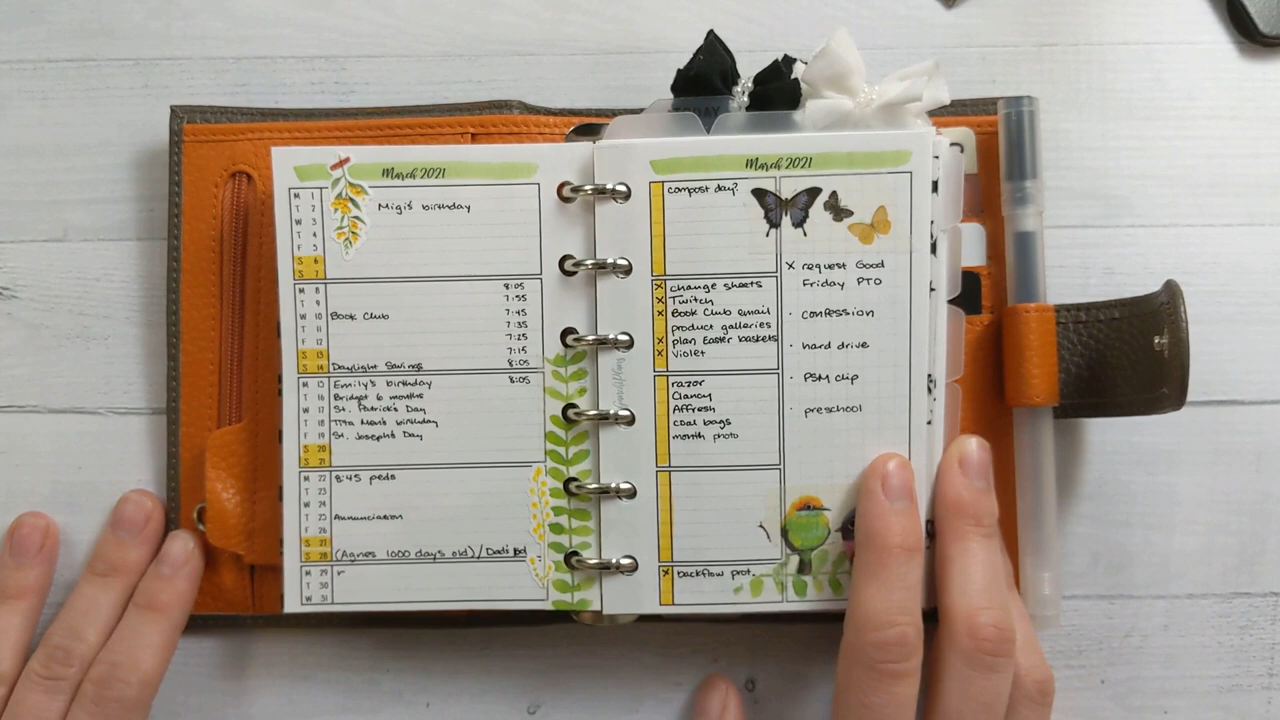 TODAY
March 2021
M 1
T 2 Migi's birthday
W 3
T 4
F 5
S 6
S 7
M 8 8:05
T 9 7:55
W 10 Book Club 7:45
T 11 7:35
F 12 7:25
S 13 7:15
S 14 Daylight Savings 8:05
M 15 Emily's birthday 8:05
T 16 Bridget 6 months
W 17 St. Patrick's Day
T 18 Tita Men's birthday
F 19 St. Joseph's Day
S 20
S 21
M 22 8:45 peds
T 23
W 24
T 25 Annunciation
F 26
S 27
S 28 (Agnes 1000 days old) / Dad's bd
M 29 r
T 30
W 31
March 2021
compost day?
x change sheets
x Twitch
x Book Club email
product galleries
x plan Easter baskets
x Violet
razor
Clancy
Affresh
coal bags
month photo
x backflow prot.
x request Good
Friday PTO
· confession
· hard drive
· PSM clip
· preschool